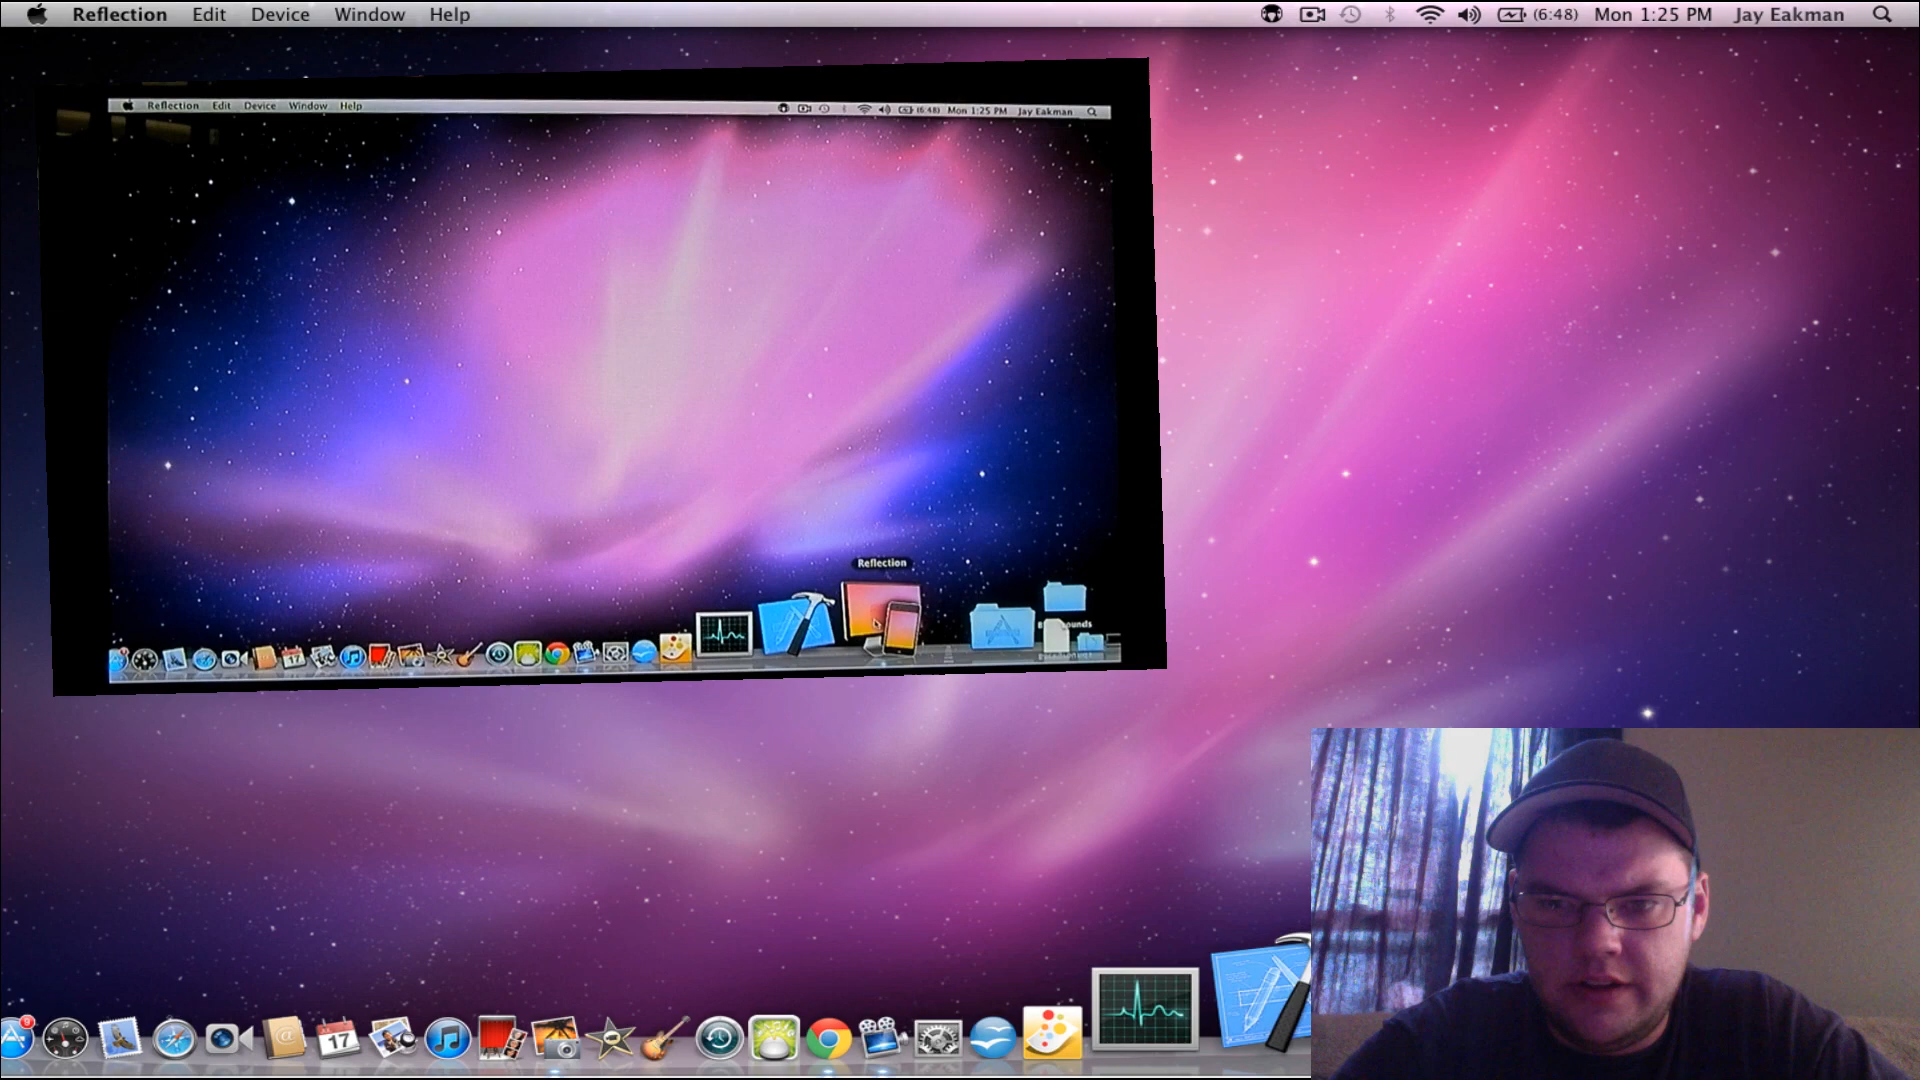 Reflection Edit Device Window Help (6:48) Mon 1:25 PM Jay Eakman
Reflection Edit Device Window Help (6:48) Mon 1:25 PM Jay Eakman
Reflection
17
9
17